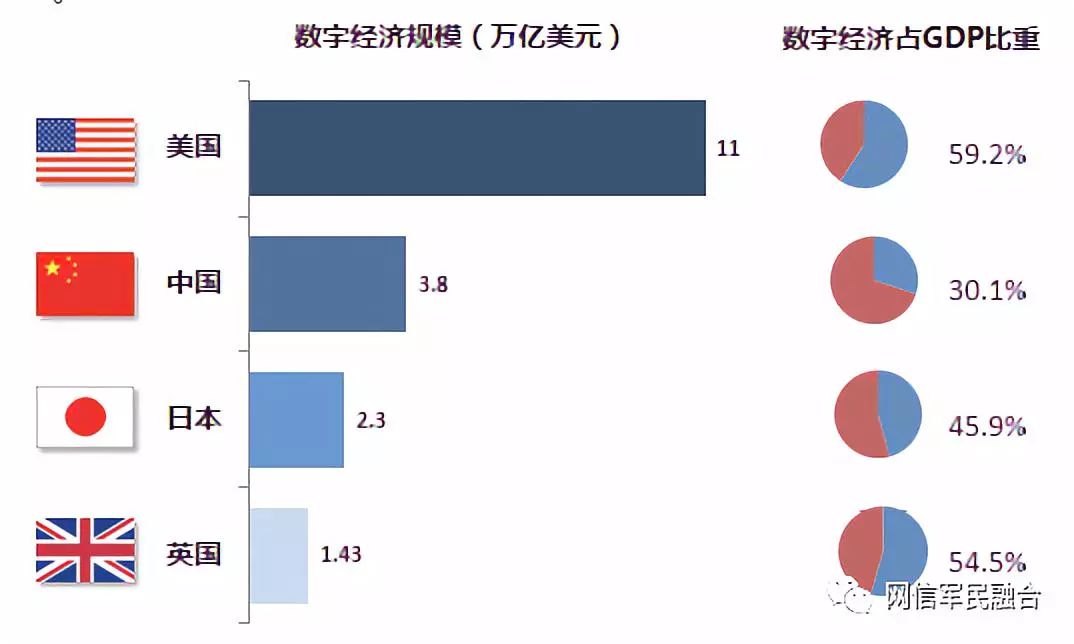 。
数字经济规模（万亿美元）
数字经济占GDP比重
美国
11
59.2%
中国
3.8
30.1%
日本
2.3
45.9%
英国
1.43
54.5%
网信军民融合